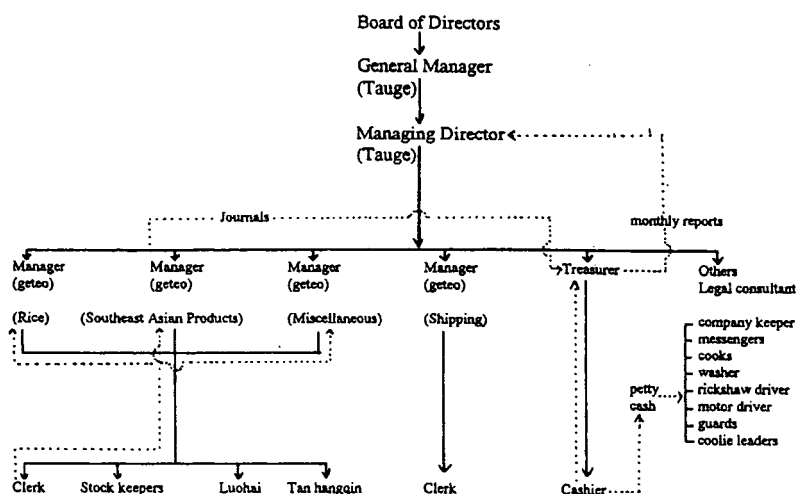 Board of Directors
General Manager
(Tauge)
Managing Director
(Tauge)
Journals
monthly reports
Manager
(geteo)
Manager
(geteo)
Manager
(geteo)
Manager
(geteo)
Treasurer
Others
Legal consultant
(Rice)
(Southeast Asian Products)
(Miscellaneous)
(Shipping)
company keeper
messengers
cooks
washer
rickshaw driver
motor driver
guards
coolie leaders
petty
cash
Clerk
Stock keepers
Luohai
Tan hangqin
Clerk
Cashier